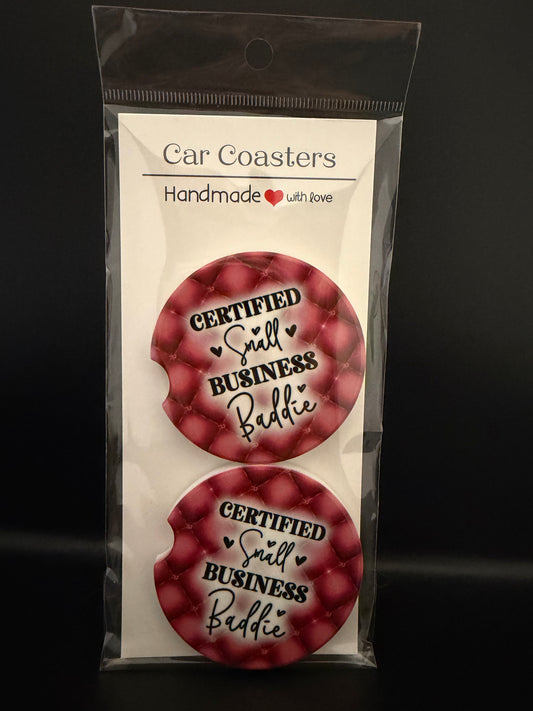 Car Coasters
Handmade with love
CERTIFIED
Small
BUSINESS
Baddie
CERTIFIED
Small
BUSINESS
Baddie